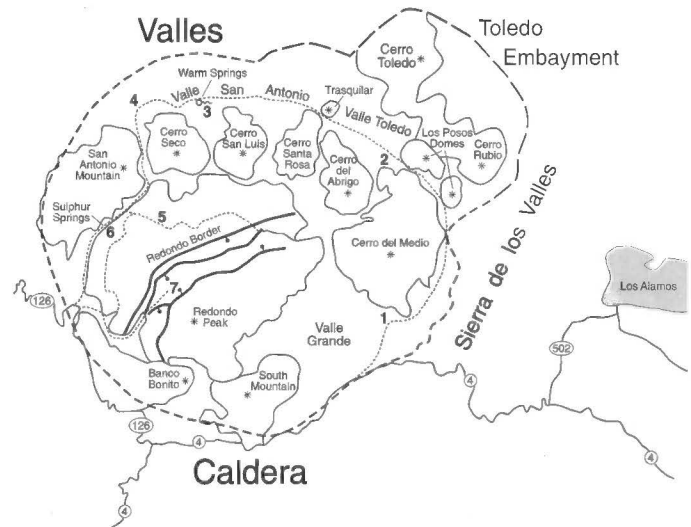 Valles
Toledo
Embayment
Cerro
Toledo
Warm Springs
4
Valle San Antonio
3
Trasquilar
Valle Toledo
Cerro
Seco
Cerro
San Luis
Cerro
Santa
Rosa
Cerro
del
Abrigo
2
Los Posos
Domes
Cerro
Rubio
San
Antonio
Mountain
Sulphur
Springs
6
5
Redondo Border
Cerro del Medio
Sierra de los Valles
Los Alamos
7
126
Redondo
Peak
Valle
Grande
1
502
Banco
Bonito
South
Mountain
4
126
4
4
Caldera
4